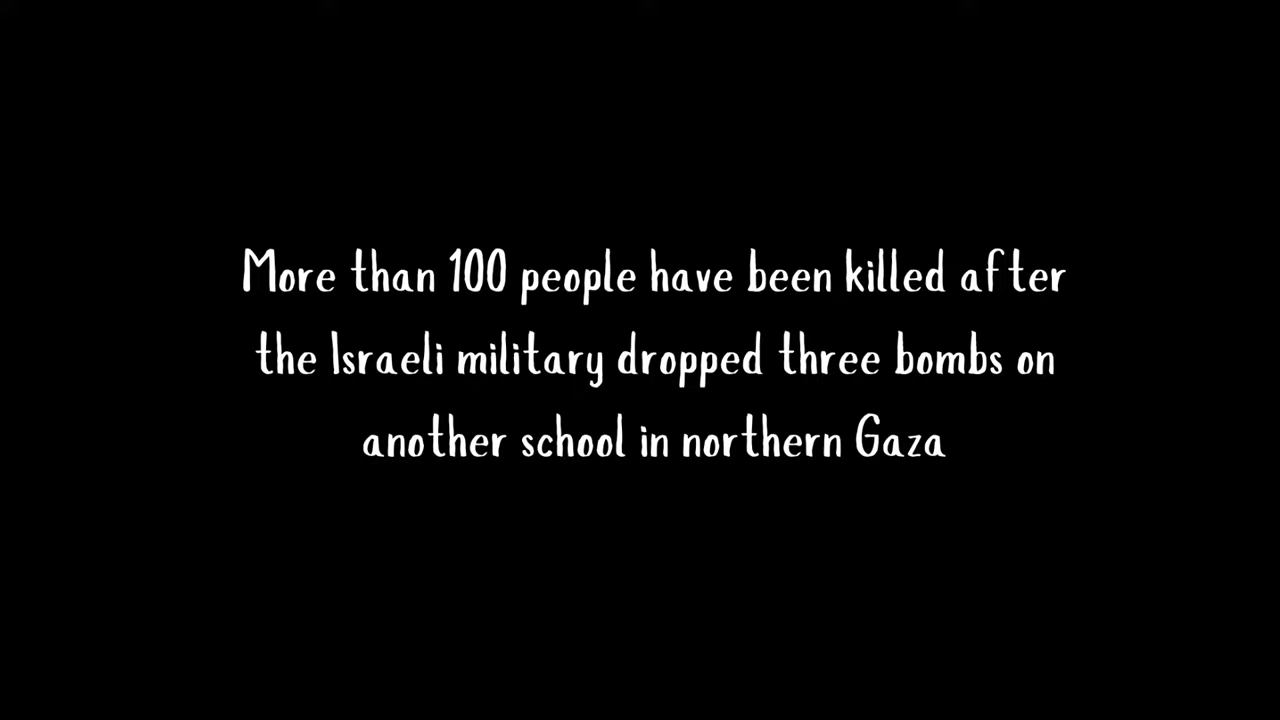 More than 100 people have been killed after
the Israeli military dropped three bombs on
another school in northern Gaza